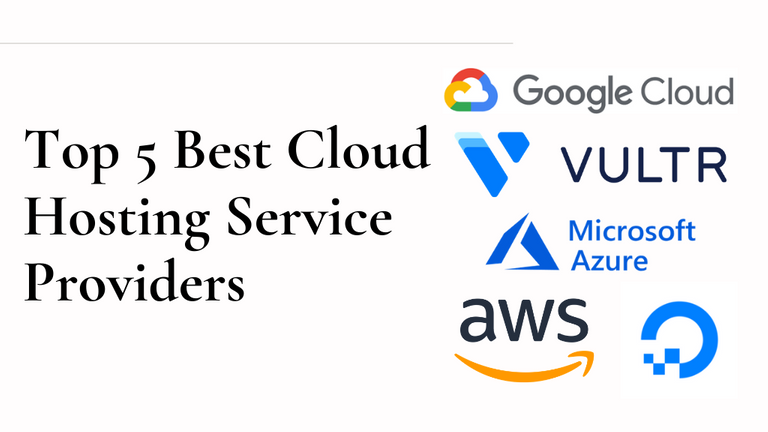 Top 5 Best Cloud
Hosting Service
Providers
Google Cloud
VULTR
Microsoft
Azure
aws